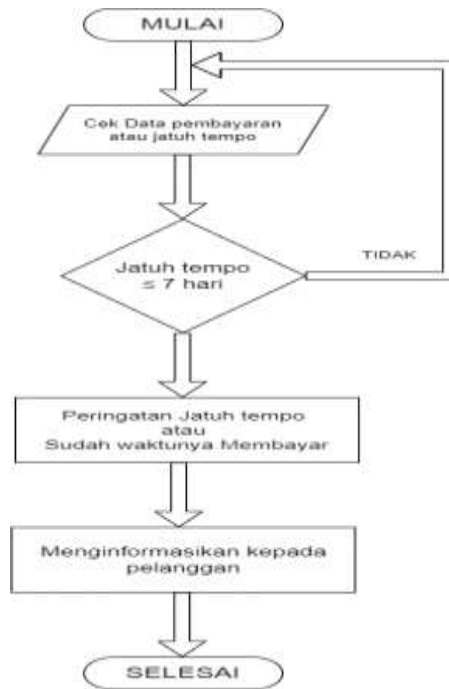 MULAI
Cek Data pembayaran
atau jatuh tempo
Jatuh tempo
≤ 7 hari
TIDAK
Peringatan Jatuh tempo
atau
Sudah waktunya Membayar
Menginformasikan kepada
pelanggan
SELESAI